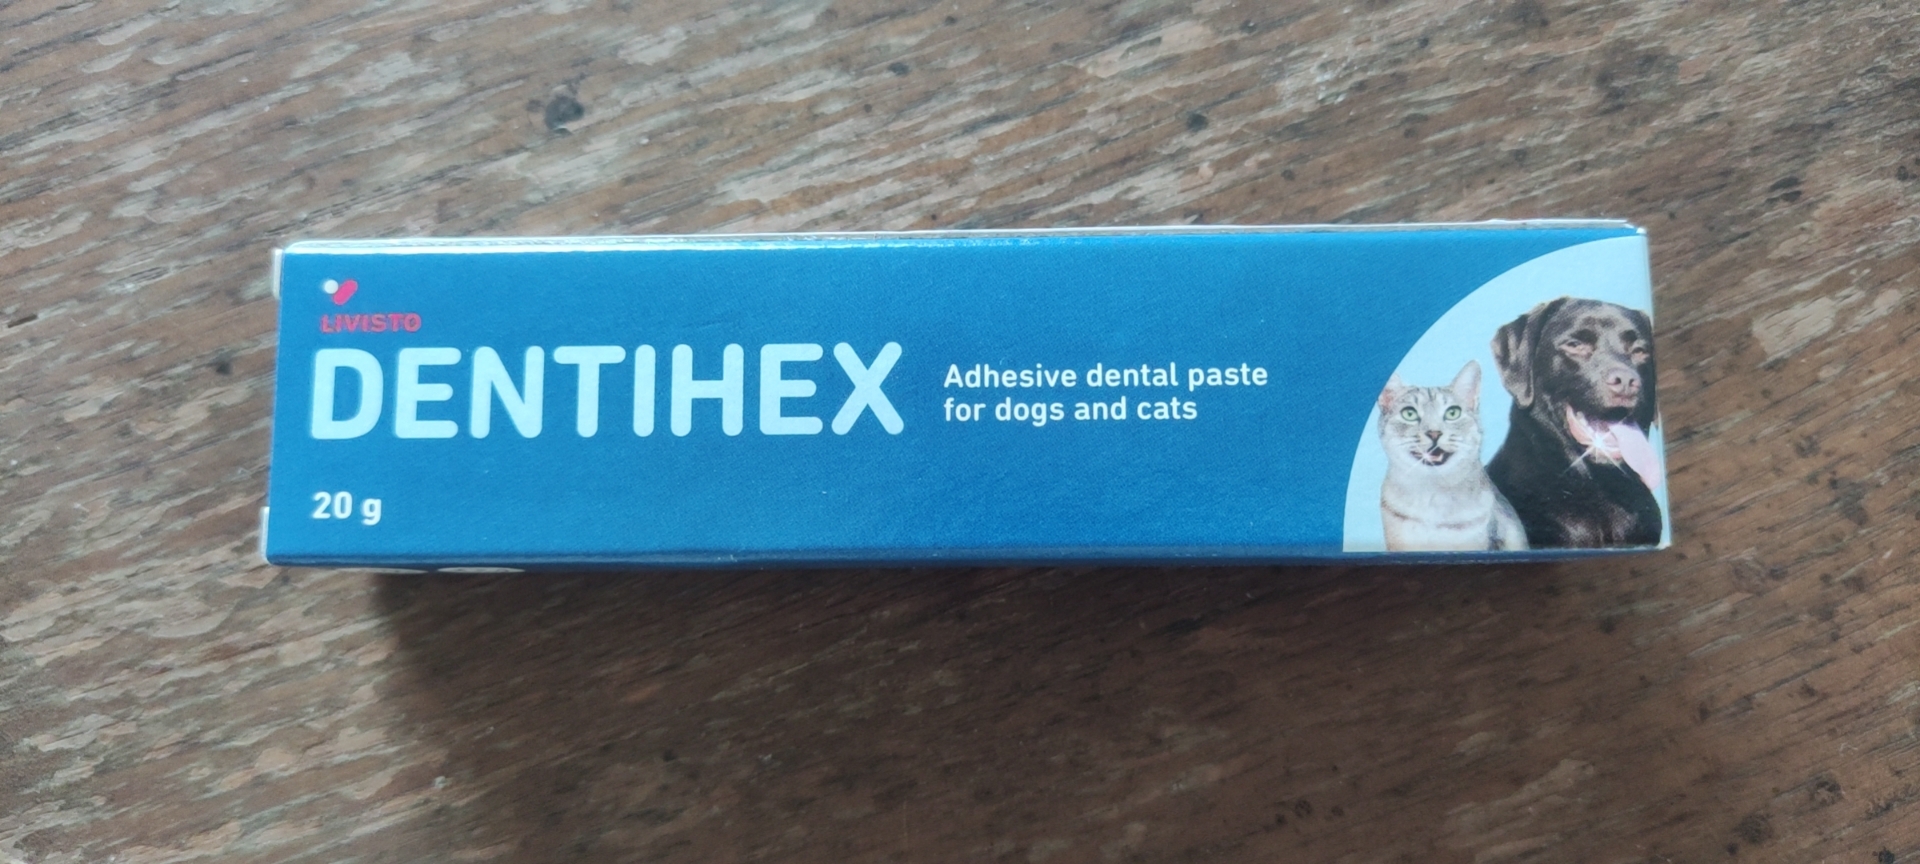 LIVISTO
DENTIHEX
Adhesive dental paste
for dogs and cats
20 g